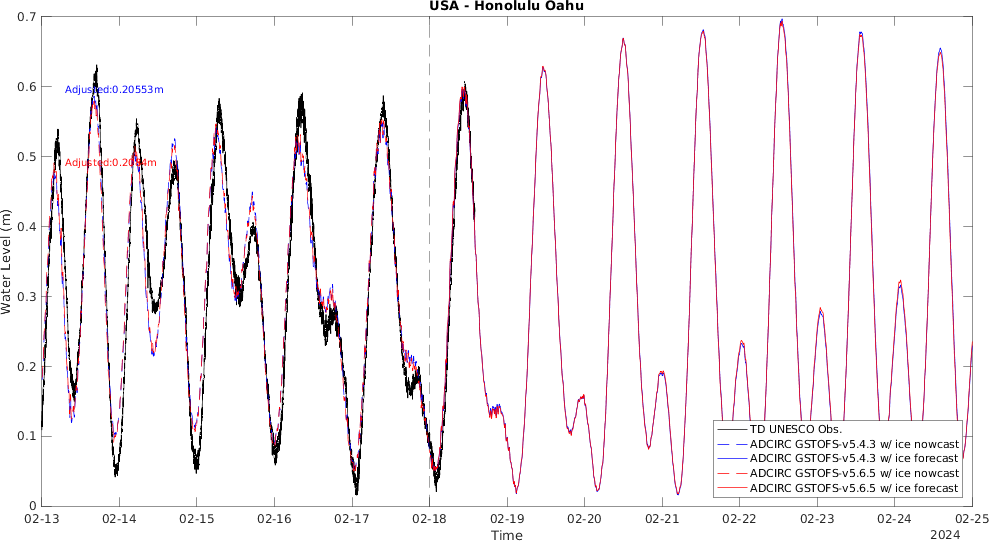 USA - Honolulu Oahu
0.7
0.6
0.5
0.4
0.3
0.2
0.1
0
Water Level (m)
Adjusted:0.20553m
TD UNESCO Obs.
ADCIRC GSTOFS-v5.4.3 w/ ice nowcast
ADCIRC GSTOFS-v5.4.3 w/ ice forecast
ADCIRC GSTOFS-v5.6.5 w/ ice nowcast
ADCIRC GSTOFS-v5.6.5 w/ ice forecast
02-13 02-14 02-15 02-16 02-17 02-18 02-19 02-20 02-21 02-22 02-23 02-24 02-25
Time
2024